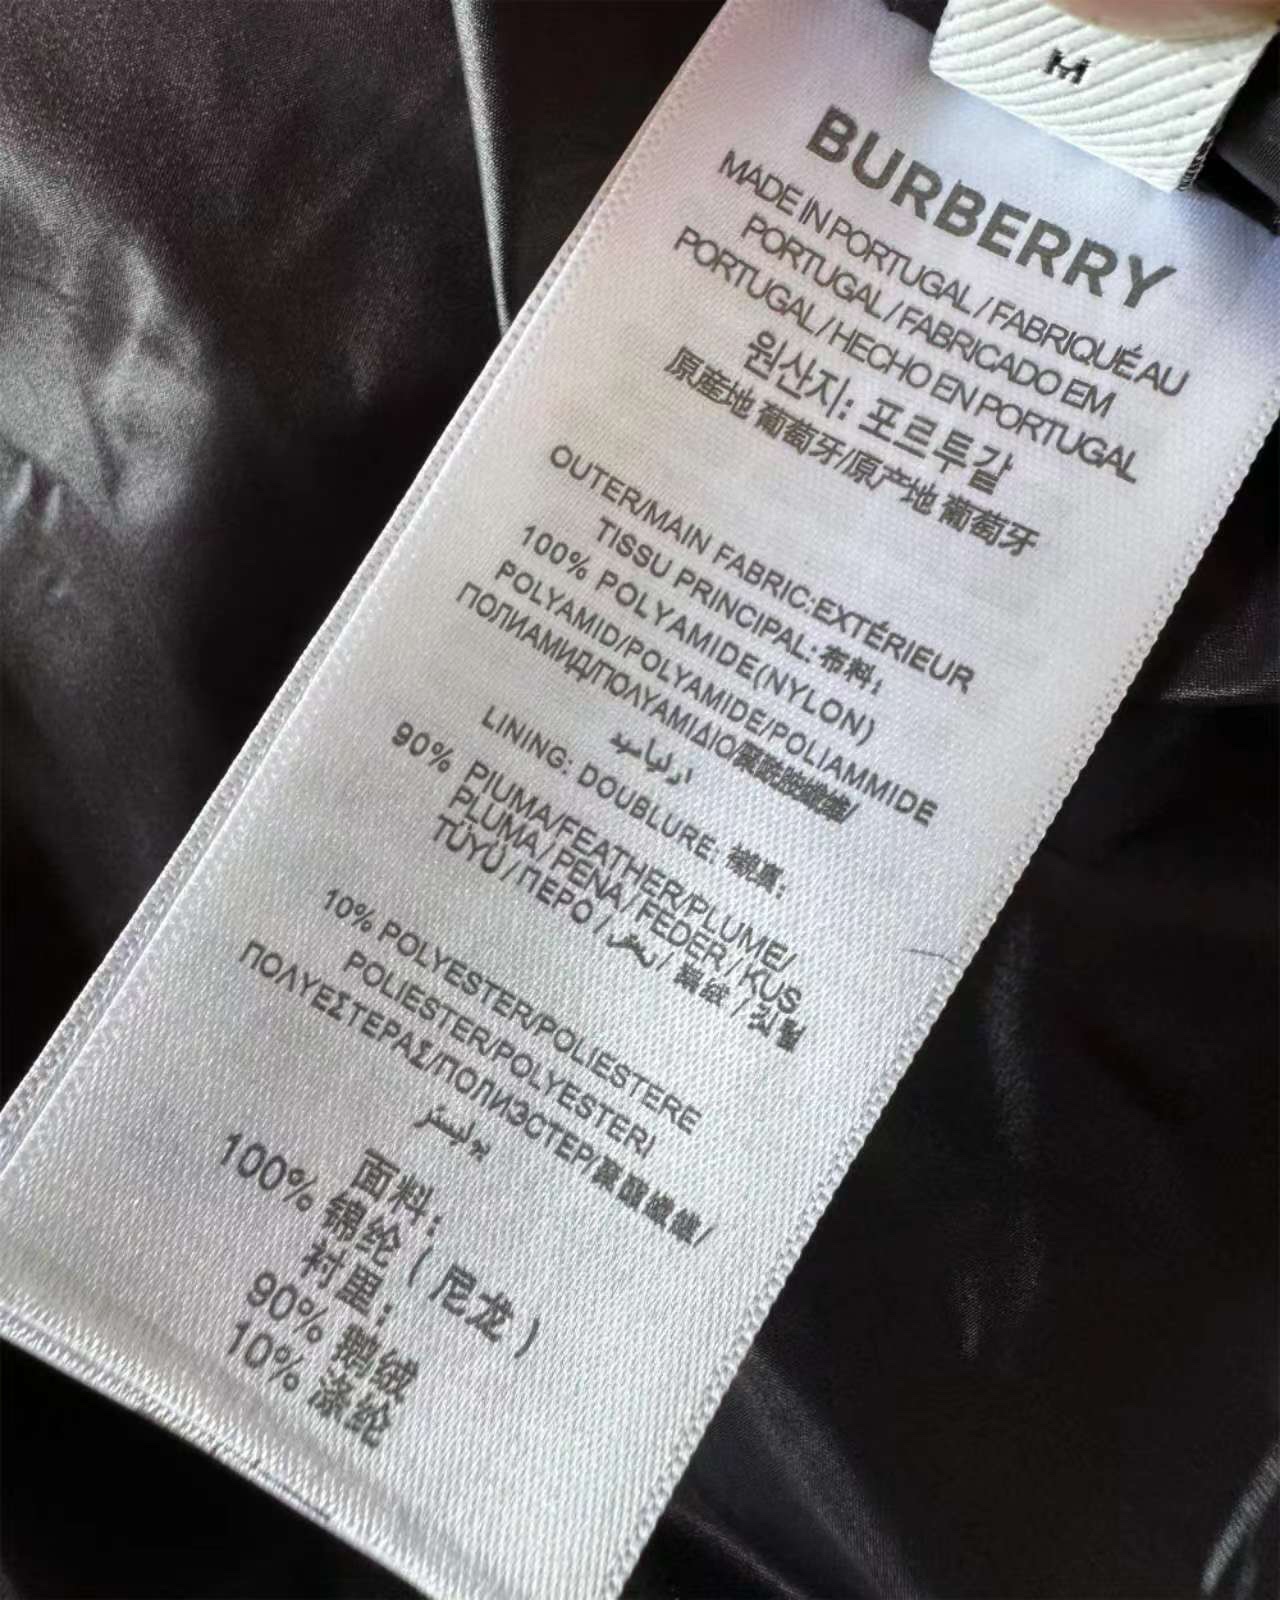 M
BURBERRY
MADE IN PORTUGAL / FABRIQUÉ AU
PORTUGAL / FABRICADO EM
PORTUGAL / HECHO EN PORTUGAL
원산지: 포르투갈
原産地 葡萄牙/原产地 葡萄牙
OUTER/MAIN FABRIC:EXTÉRIEUR
TISSU PRINCIPAL: 布料:
100% POLYAMIDE(NYLON)
POLYAMID/POLYAMIDE/POLIAMMIDE
ПОЛИАМИД/ΠΟΛΥΑΜΙΔΙΟ/
LINING: DOUBLURE:
90% PIUMA/FEATHER/PLUME/
PLUMA / PENA / FEDER / KUS
TÜYÜ / ПЕРО /
10% POLYESTER/POLIESTERE
POLIESTER/POLYESTERI
ΠΟΛΥΕΣΤΕΡΑΣ/ПОЛИЭСТЕР/
面料:
100% 锦纶 ( 尼龙 )
衬里:
90% 鹅绒
10% 涤纶